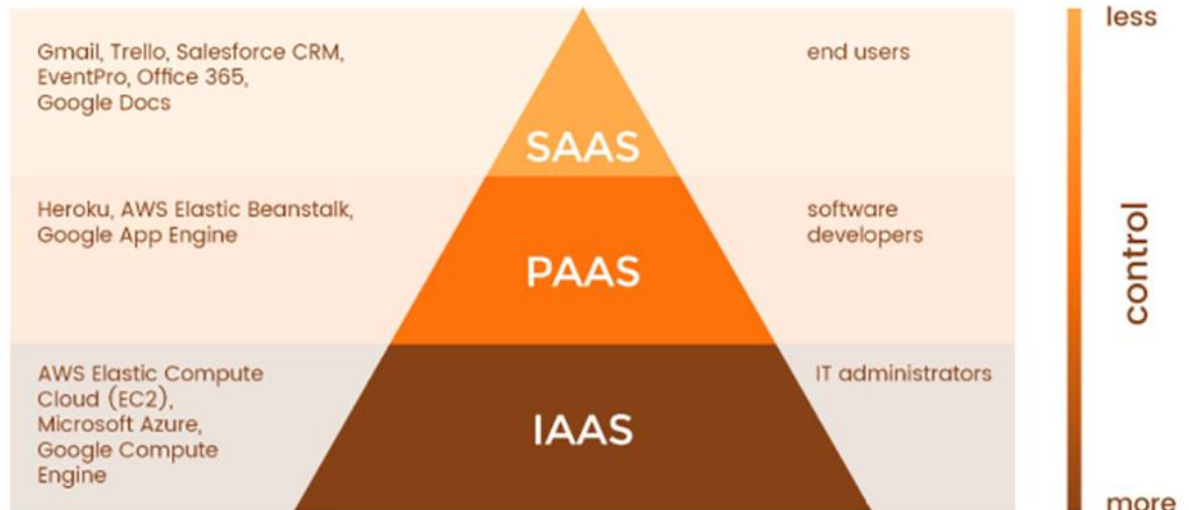 Gmail, Trello, Salesforce CRM,
EventPro, Office 365,
Google Docs
SAAS
end users
Heroku, AWS Elastic Beanstalk,
Google App Engine
PAAS
software
developers
AWS Elastic Compute
Cloud (EC2),
Microsoft Azure,
Google Compute
Engine
IAAS
IT administrators
less
control
more